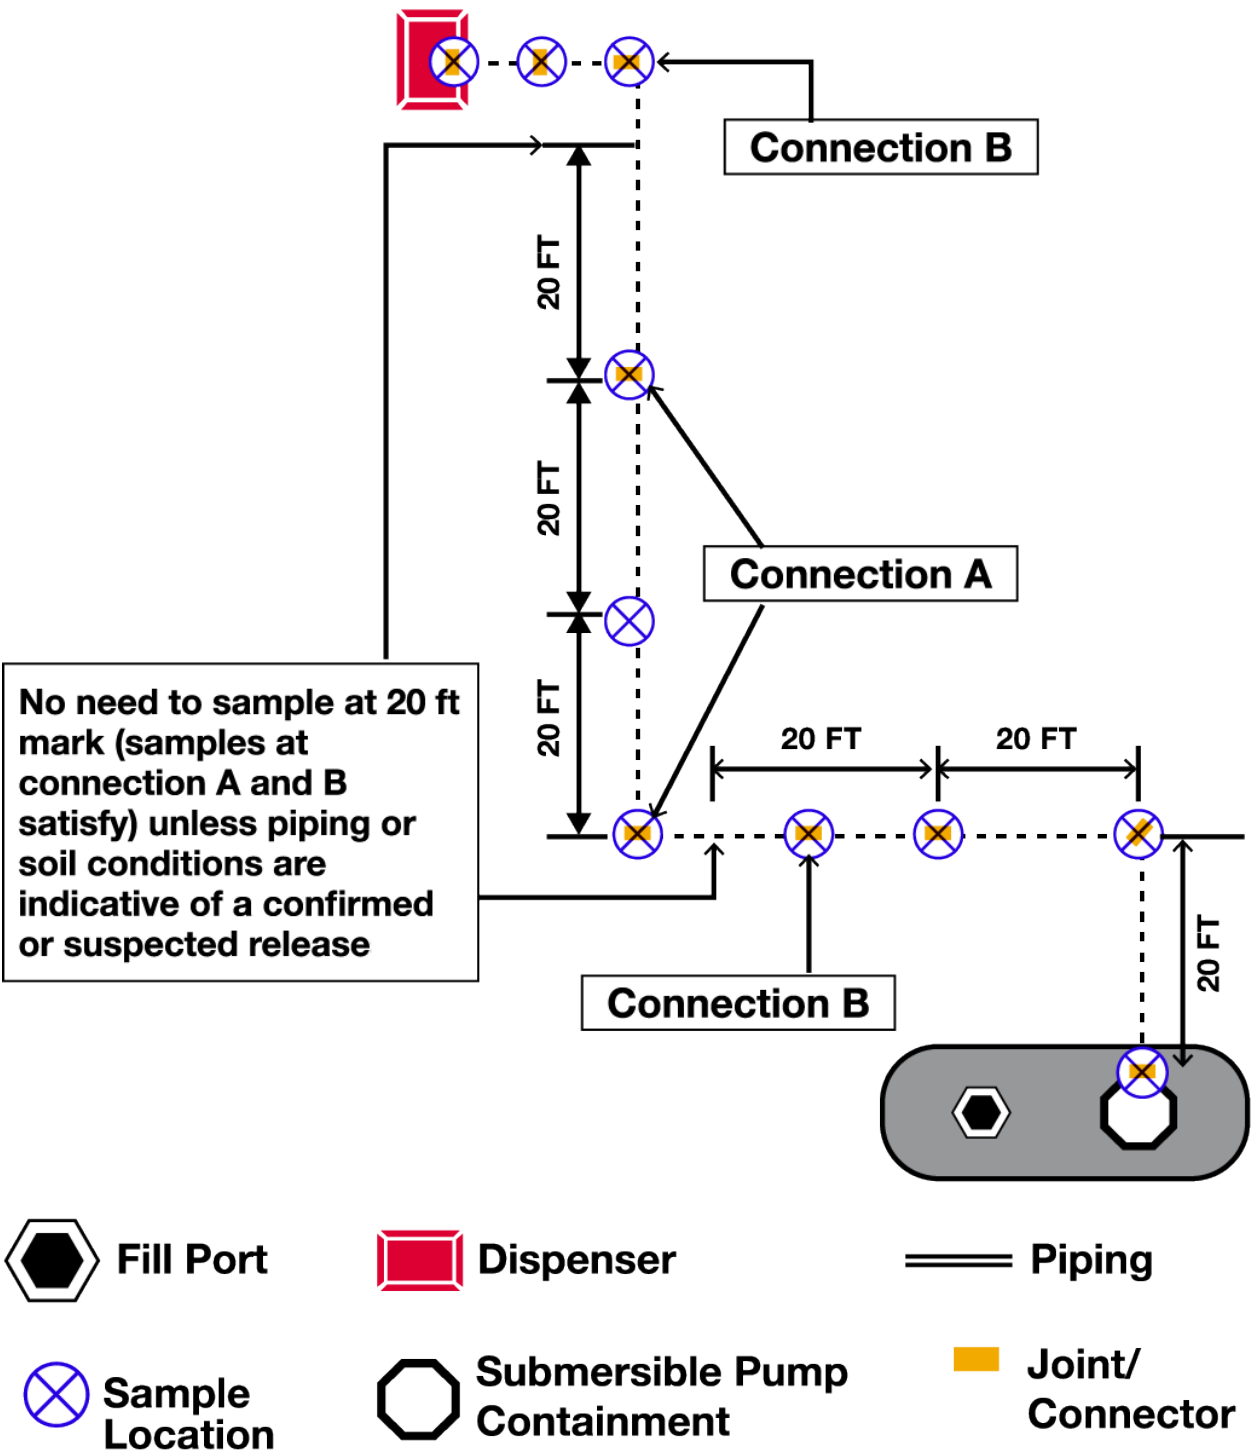 Connection B
20 FT
20 FT
Connection A
No need to sample at 20 ft
mark (samples at
connection A and B
satisfy) unless piping or
soil conditions are
indicative of a confirmed
or suspected release
20 FT
20 FT
20 FT
20 FT
Connection B
Fill Port
Dispenser
Piping
Sample
Location
Submersible Pump
Containment
Joint/
Connector